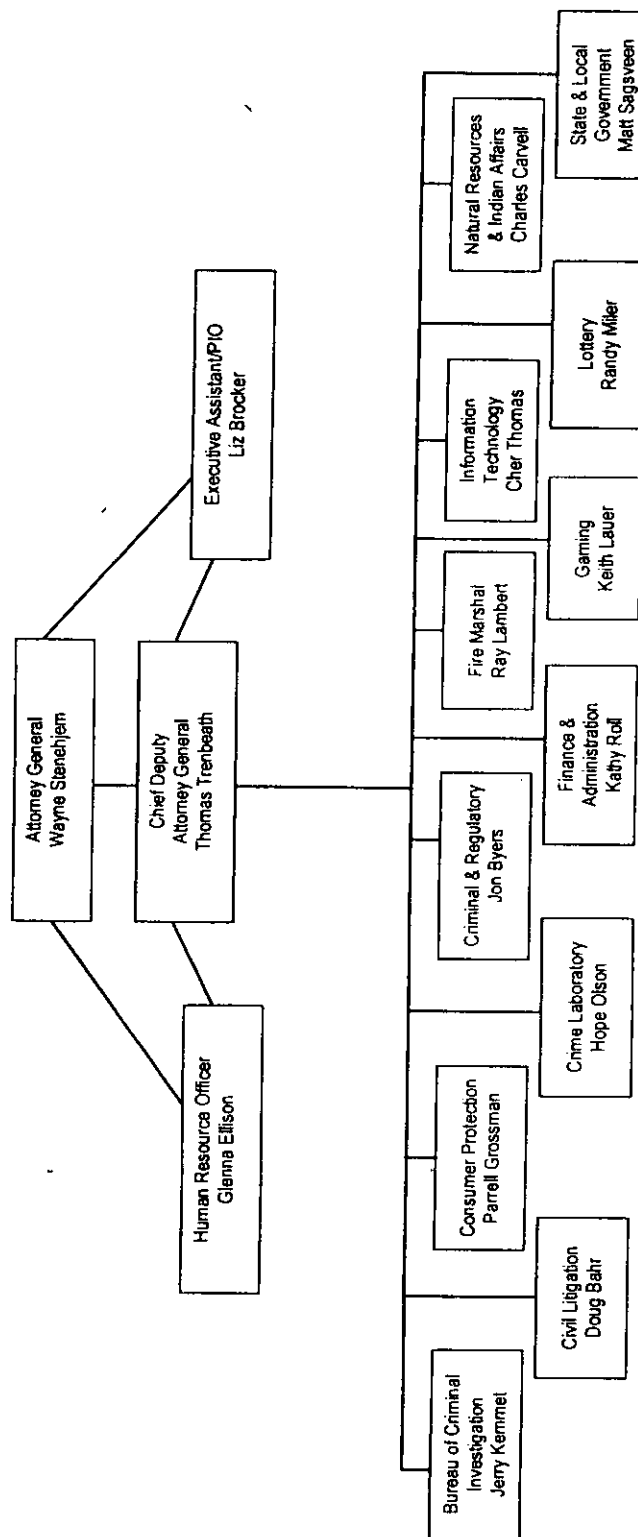 Attorney General
Wayne Stenehjem
Executive Assistant/PIO
Liz Brocker
Chief Deputy
Attorney General
Thomas Trenbeath
Human Resource Officer
Glenna Ellison
Bureau of Criminal
Investigation
Jerry Kemmet
Civil Litigation
Doug Bahr
Consumer Protection
Parrell Grossman
Crime Laboratory
Hope Olson
Criminal & Regulatory
Jon Byers
Finance &
Administration
Kathy Roll
Fire Marshal
Ray Lambert
Gaming
Keith Lauer
Information
Technology
Cher Thomas
Lottery
Randy Miller
Natural Resources
& Indian Affairs
Charles Carvell
State & Local
Government
Matt Sagsveen